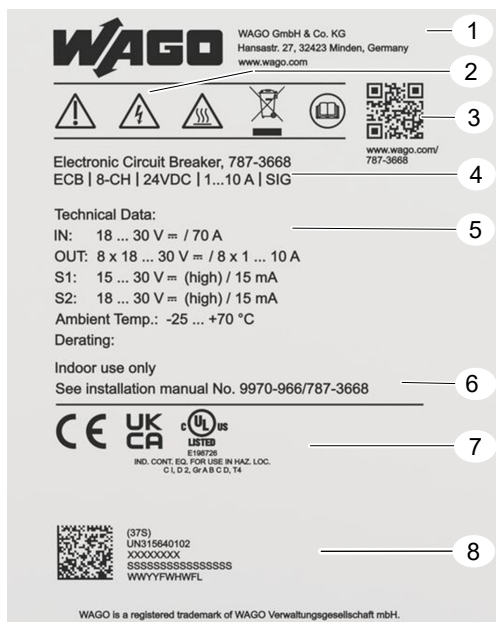 WAGO
WAGO GmbH & Co. KG
Hansastr. 27, 32423 Minden, Germany
www.wago.com
1
2
3
www.wago.com/
787-3668
Electronic Circuit Breaker, 787-3668
ECB | 8-CH | 24VDC | 1...10 A | SIG
4
Technical Data:
IN: 18 ... 30 V ⎓ / 70 A
5
OUT: 8 x 18 ... 30 V ⎓ / 8 x 1 ... 10 A
S1: 15 ... 30 V ⎓ (high) / 15 mA
S2: 18 ... 30 V ⎓ (high) / 15 mA
Ambient Temp.: -25 ... +70 °C
Derating:
Indoor use only
See installation manual No. 9970-966/787-3668
6
CE
UK
CA
C UL US
LISTED
E198726
IND. CONT. EQ. FOR USE IN HAZ. LOC.
C I, D 2, Gr A B C D, T4
7
(37S)
UN315640102
XXXXXXXX
SSSSSSSSSSSSSSSS
WWYYFWHWFL
8
WAGO is a registered trademark of WAGO Verwaltungsgesellschaft mbH.